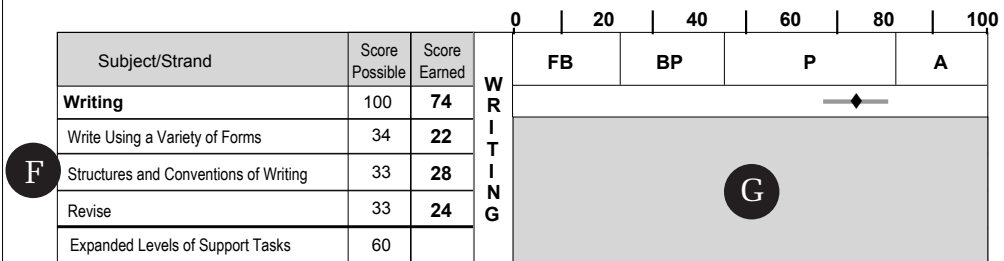 0 | 20 | 40 | 60 | 80 | 100
Subject/Strand Score Possible Score Earned
FB BP P A
WRITING
Writing 100 74
Write Using a Variety of Forms 34 22
F
Structures and Conventions of Writing 33 28
G
Revise 33 24
Expanded Levels of Support Tasks 60